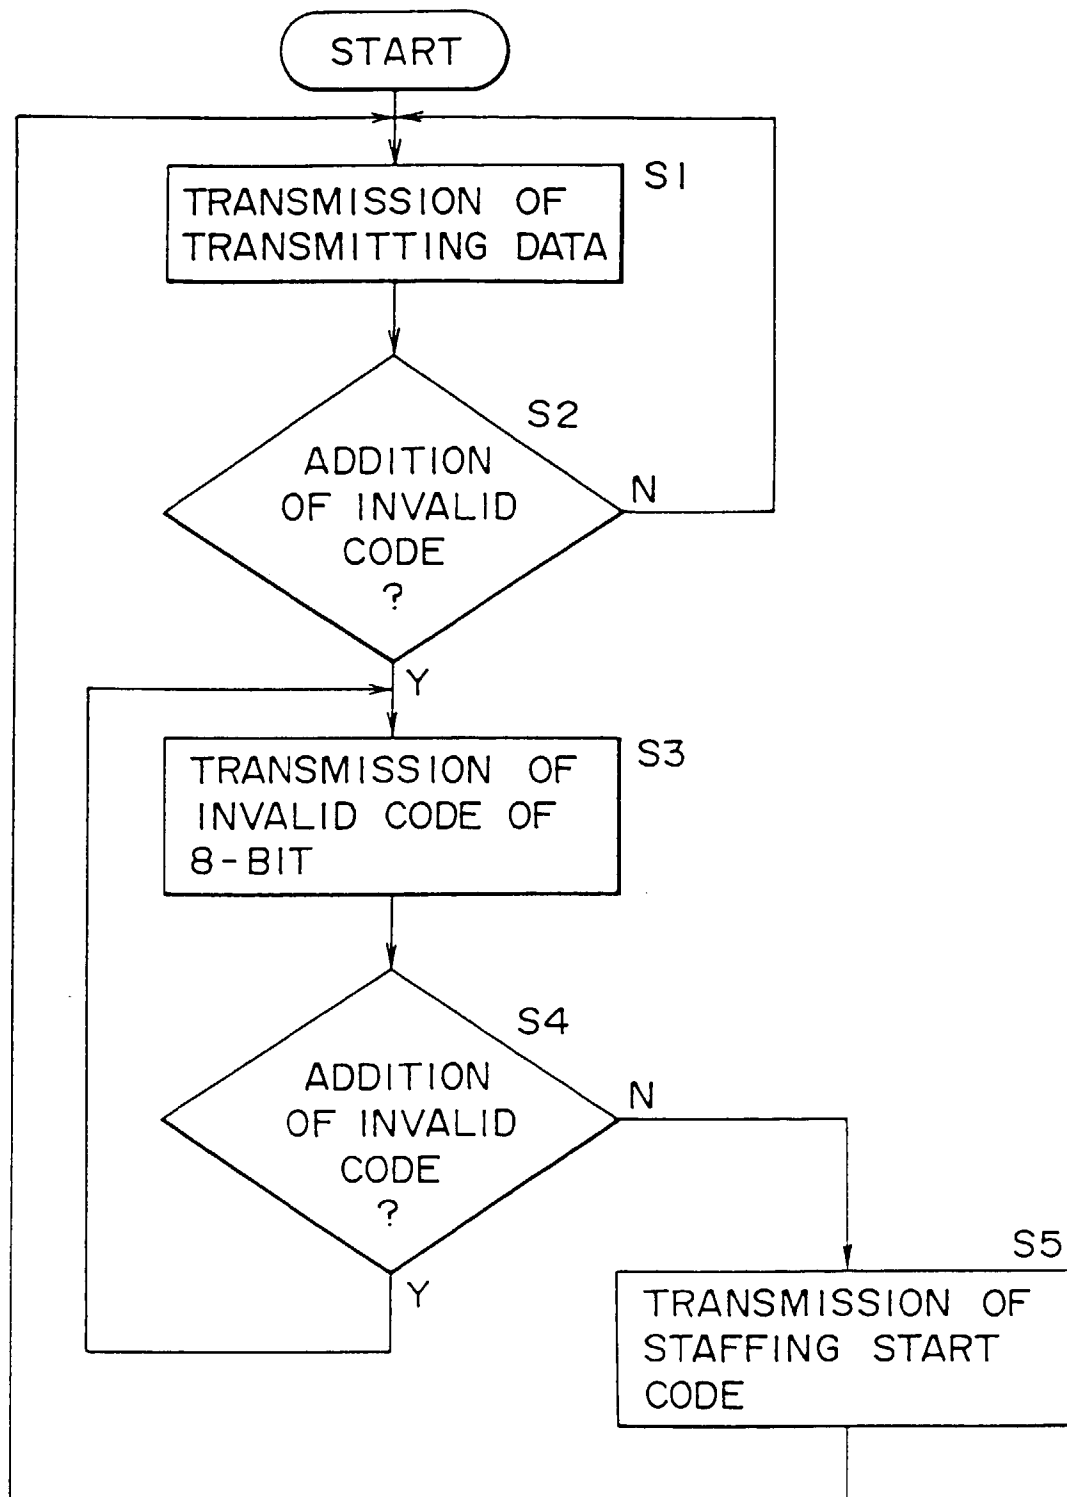 START
S1
TRANSMISSION OF
TRANSMITTING DATA
S2
ADDITION
OF INVALID
CODE
?
N
Y
S3
TRANSMISSION OF
INVALID CODE OF
8-BIT
S4
ADDITION
OF INVALID
CODE
?
N
Y
S5
TRANSMISSION OF
STAFFING START
CODE